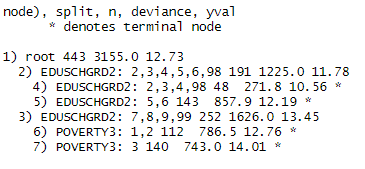 node), split, n, deviance, yval
* denotes terminal node
1) root 443 3155.0 12.73
2) EDUSCHGRD2: 2,3,4,5,6,98 191 1225.0 11.78
4) EDUSCHGRD2: 2,3,4,98 48 271.8 10.56 *
5) EDUSCHGRD2: 5,6 143 857.9 12.19 *
3) EDUSCHGRD2: 7,8,9,99 252 1626.0 13.45
6) POVERTY3: 1,2 112 786.5 12.76 *
7) POVERTY3: 3 140 743.0 14.01 *